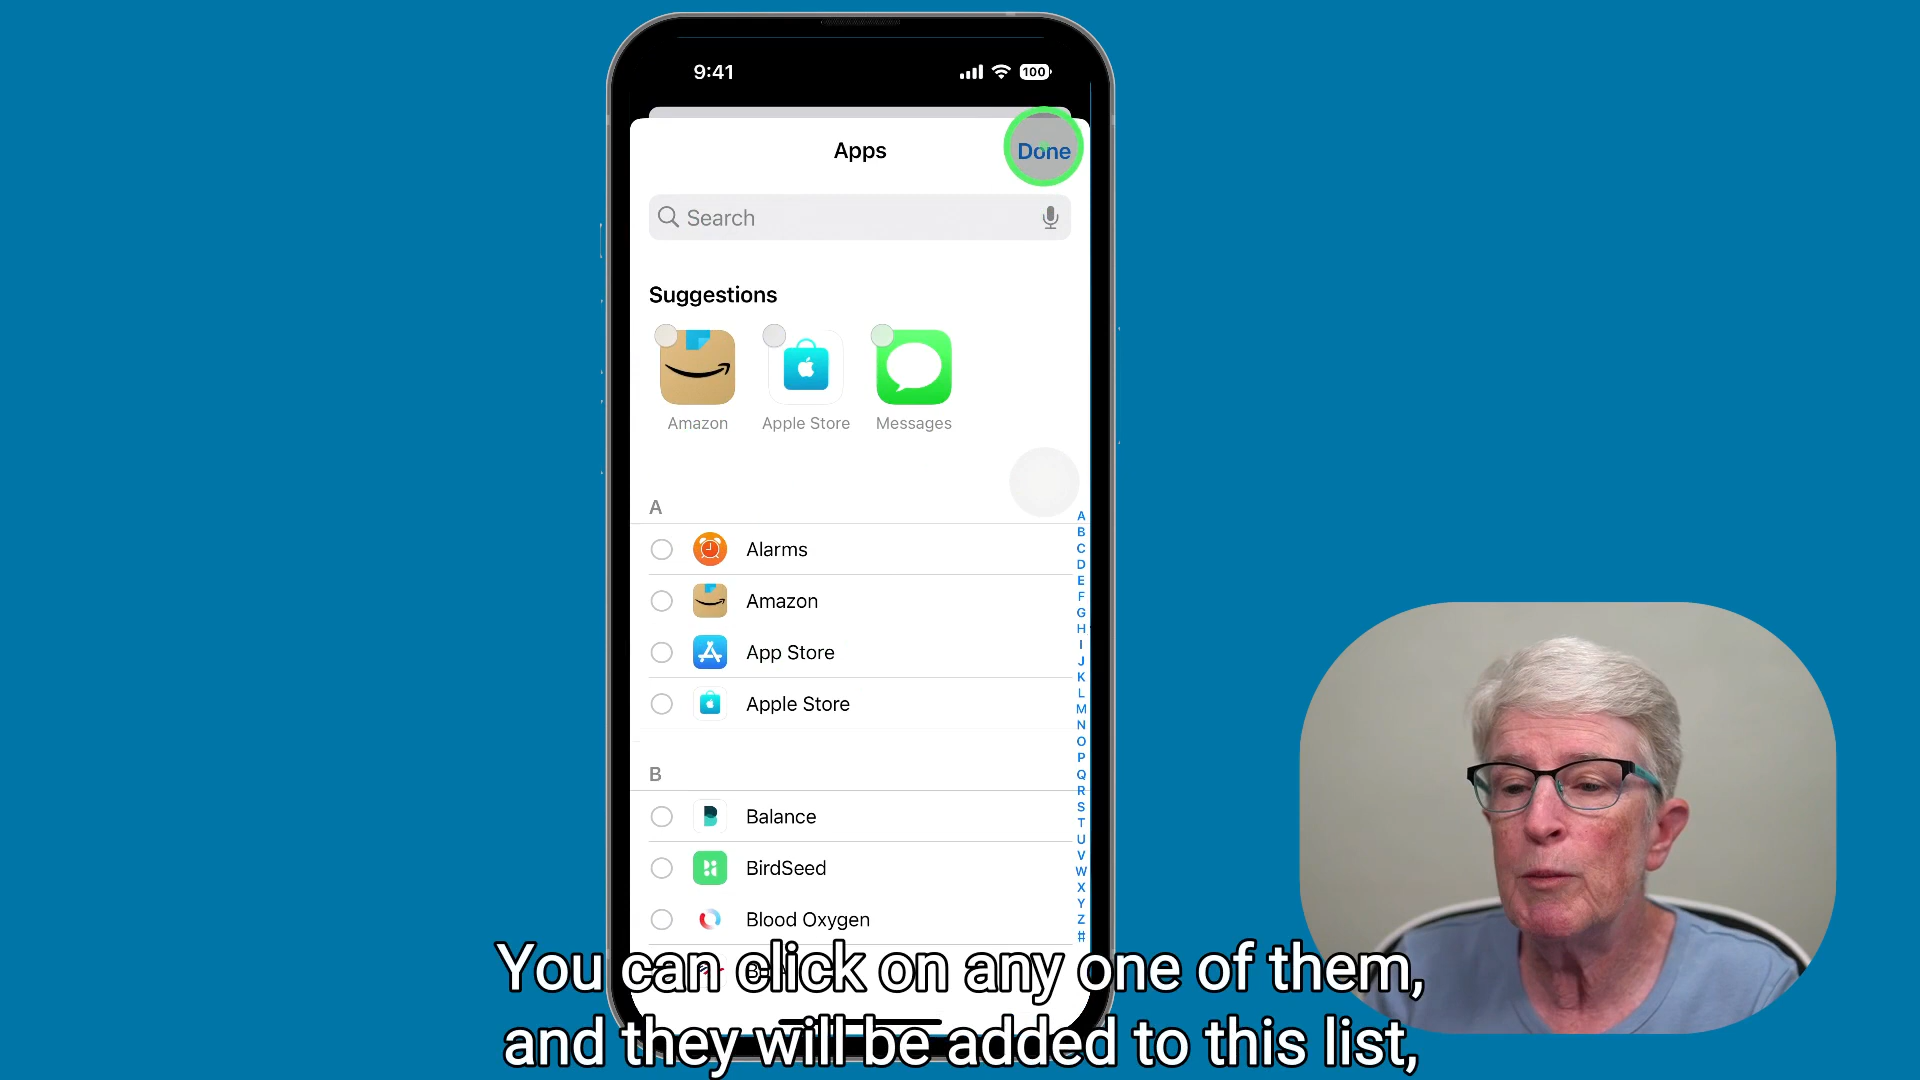 9:41
100
Apps
Done
Search
Suggestions
Amazon
Apple Store
Messages
A
Alarms
Amazon
App Store
Apple Store
B
Balance
BirdSeed
Blood Oxygen
A
B
C
D
E
F
G
H
I
J
K
L
M
N
O
P
Q
R
S
T
U
V
W
X
Y
Z
#
You can click on any one of them,
and they will be added to this list,